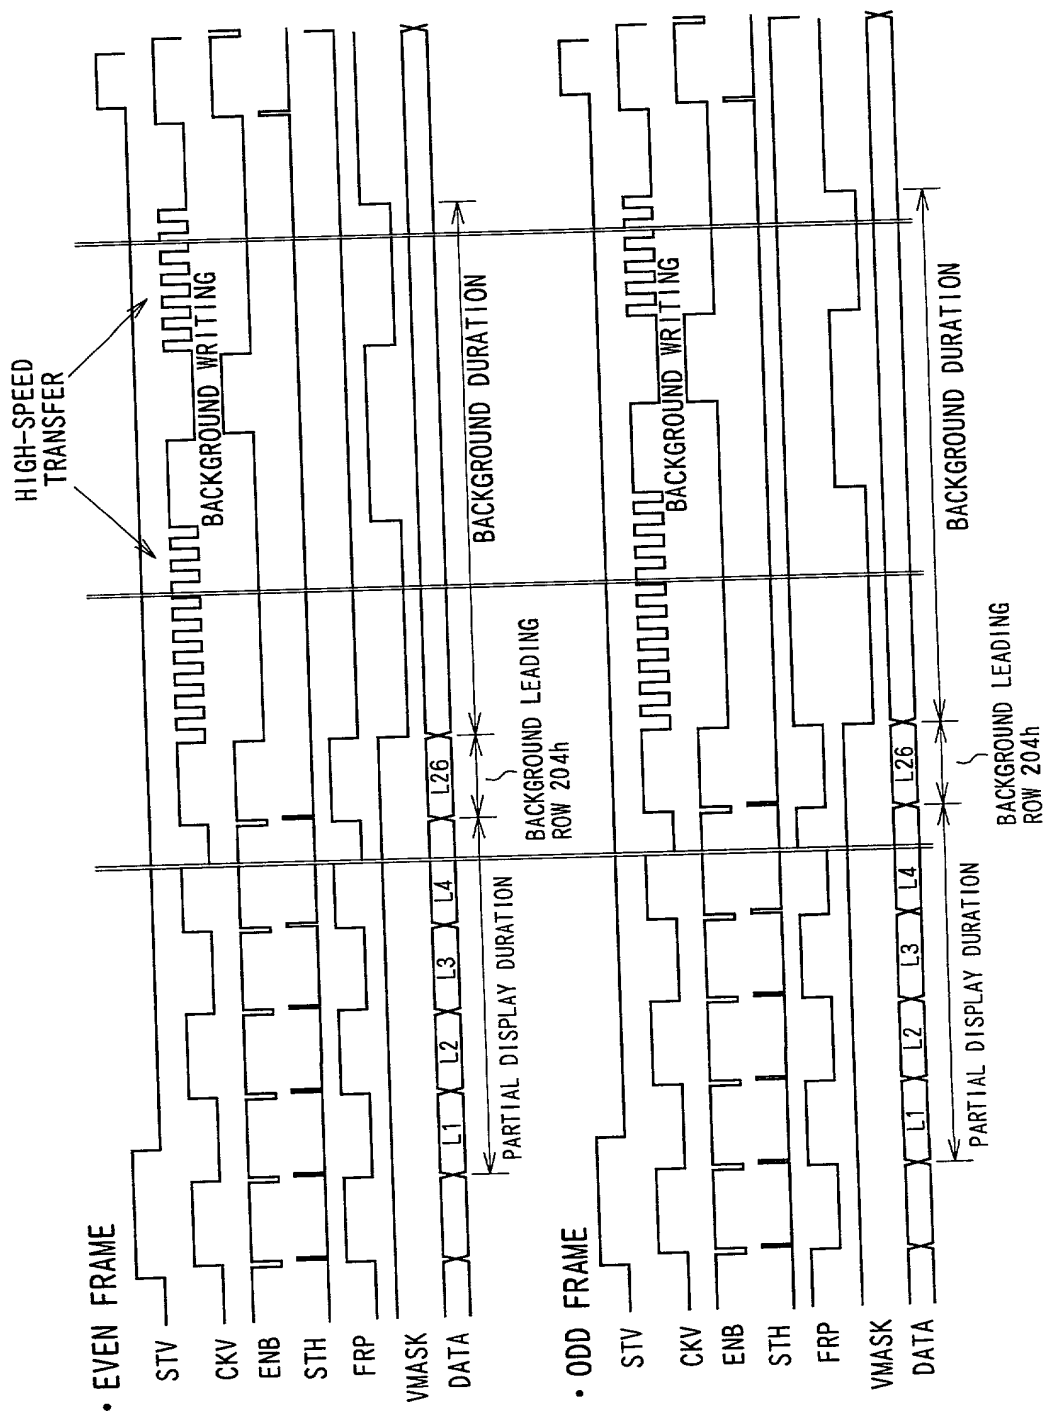 • EVEN FRAME
HIGH-SPEED
TRANSFER
STV
CKV
BACKGROUND WRITING
ENB
STH
FRP
VMASK
DATA
L1
L2
L3
L4
L26
PARTIAL DISPLAY DURATION
BACKGROUND LEADING
ROW 204h
BACKGROUND DURATION
• ODD FRAME
STV
CKV
BACKGROUND WRITING
ENB
STH
FRP
VMASK
DATA
L1
L2
L3
L4
L26
PARTIAL DISPLAY DURATION
BACKGROUND LEADING
ROW 204h
BACKGROUND DURATION